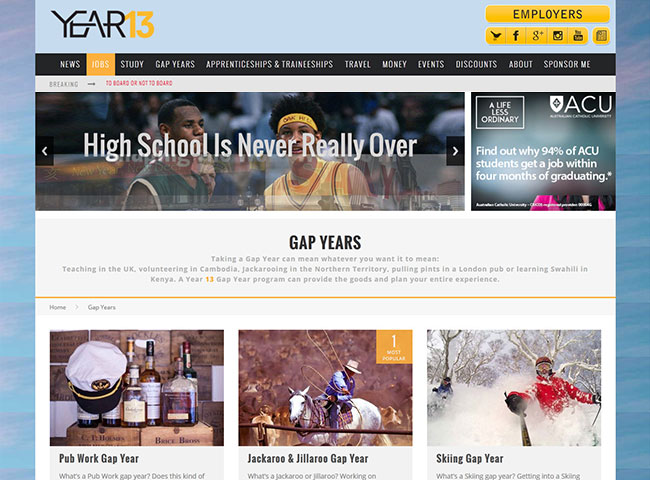 YEAR13
EMPLOYERS
NEWS JOBS STUDY GAP YEARS APPRENTICESHIPS & TRAINEESHIPS TRAVEL MONEY EVENTS DISCOUNTS ABOUT SPONSOR ME
BREAKING TO BOARD OR NOT TO BOARD
High School Is Never Really Over
A LIFE
LESS
ORDINARY
ACU
AUSTRALIAN CATHOLIC UNIVERSITY
Find out why 94% of ACU
students get a job within
four months of graduating.*
Australian Catholic University – CRICOS registered provider:
GAP YEARS
Taking a Gap Year can mean whatever you want it to mean:
Teaching in the UK, volunteering in Cambodia, Jackarooing in the Northern Territory, pulling pints in a London pub or learning Swahili in
Kenya. A Year 13 Gap Year program can provide the goods and plan your entire experience.
Home > Gap Years
1
MOST
POPULAR
Pub Work Gap Year
What's a Pub Work gap year? Does this kind of
Jackaroo & Jillaroo Gap Year
What's a Jackaroo or Jillaroo? Working on
Skiing Gap Year
What's a Skiing gap year? Getting into a Skiing